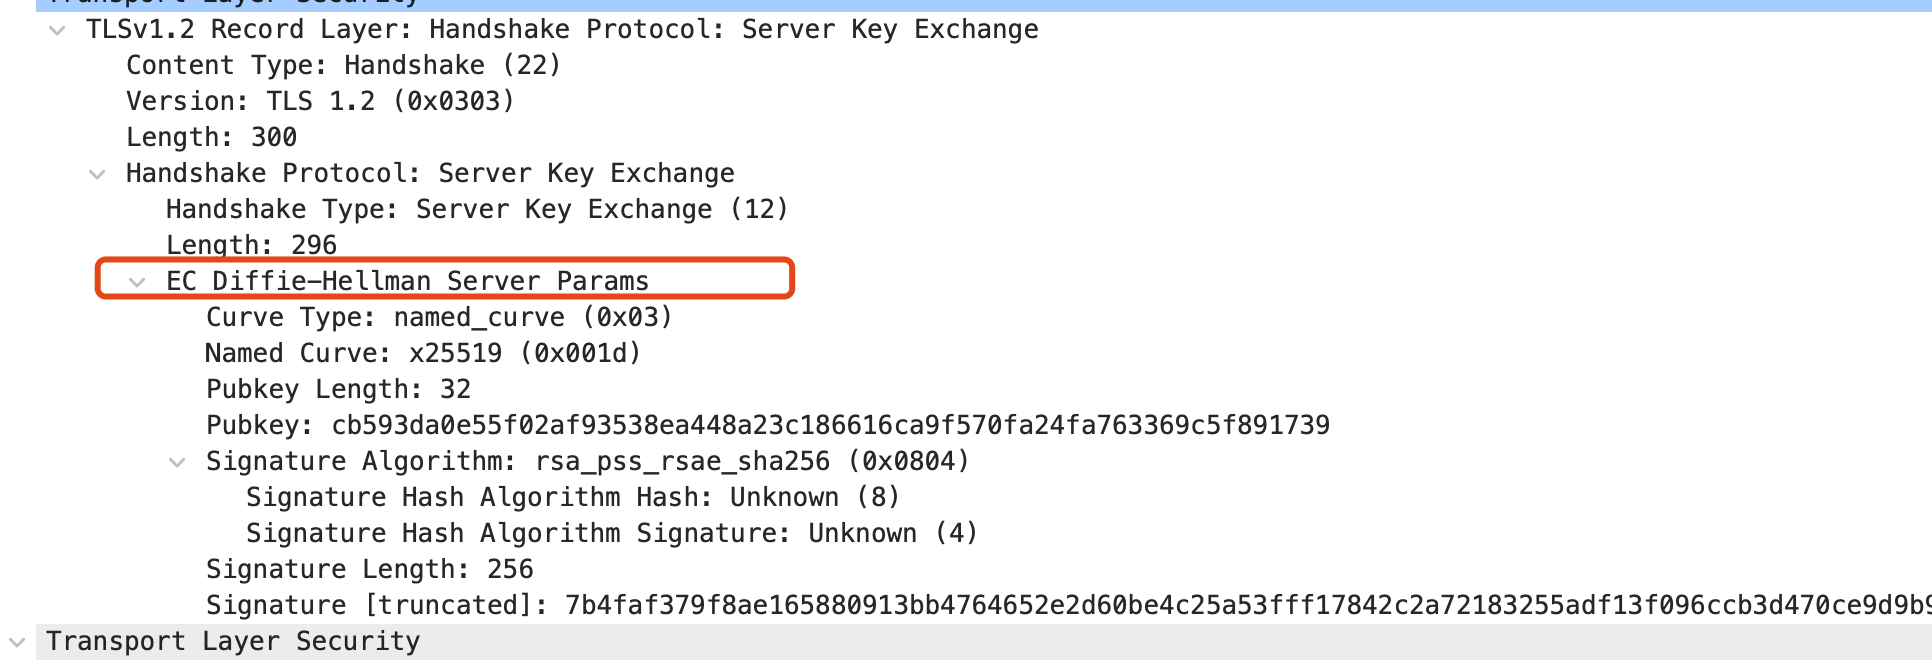 Transport Layer Security
TLSv1.2 Record Layer: Handshake Protocol: Server Key Exchange
Content Type: Handshake (22)
Version: TLS 1.2 (0x0303)
Length: 300
Handshake Protocol: Server Key Exchange
Handshake Type: Server Key Exchange (12)
Length: 296
EC Diffie-Hellman Server Params
Curve Type: named_curve (0x03)
Named Curve: x25519 (0x001d)
Pubkey Length: 32
Pubkey: cb593da0e55f02af93538ea448a23c186616ca9f570fa24fa763369c5f891739
Signature Algorithm: rsa_pss_rsae_sha256 (0x0804)
Signature Hash Algorithm Hash: Unknown (8)
Signature Hash Algorithm Signature: Unknown (4)
Signature Length: 256
Signature [truncated]: 7b4faf379f8ae165880913bb4764652e2d60be4c25a53fff17842c2a72183255adf13f096ccb3d470ce9d9b9
Transport Layer Security